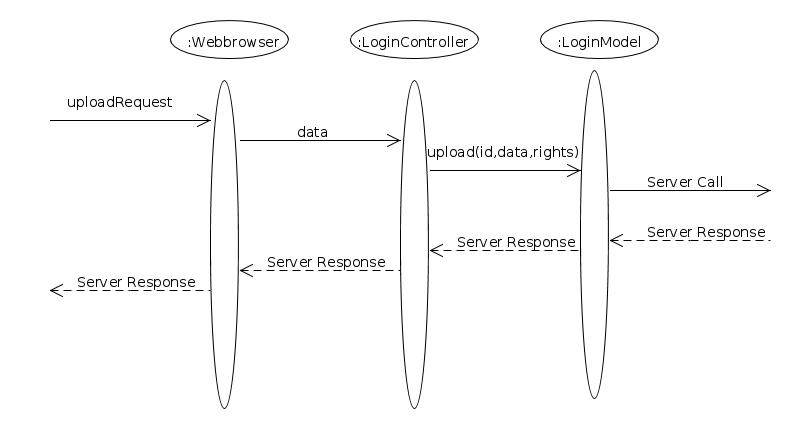 :Webbrowser
:LoginController
:LoginModel
uploadRequest
data
upload(id,data,rights)
Server Call
Server Response
Server Response
Server Response
Server Response